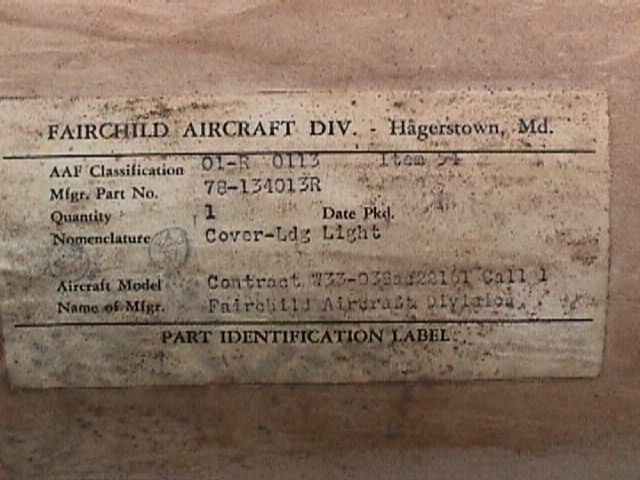 FAIRCHILD AIRCRAFT DIV. - Hagerstown, Md.
AAF Classification 01-R 0113 Item 54
Mfgr. Part No. 78-134013R
Quantity 1 Date Pkd.
Nomenclature Cover-Ldg Light
Aircraft Model Contract Call 1
Name of Mfgr. Fairchild Aircraft Division
PART IDENTIFICATION LABEL